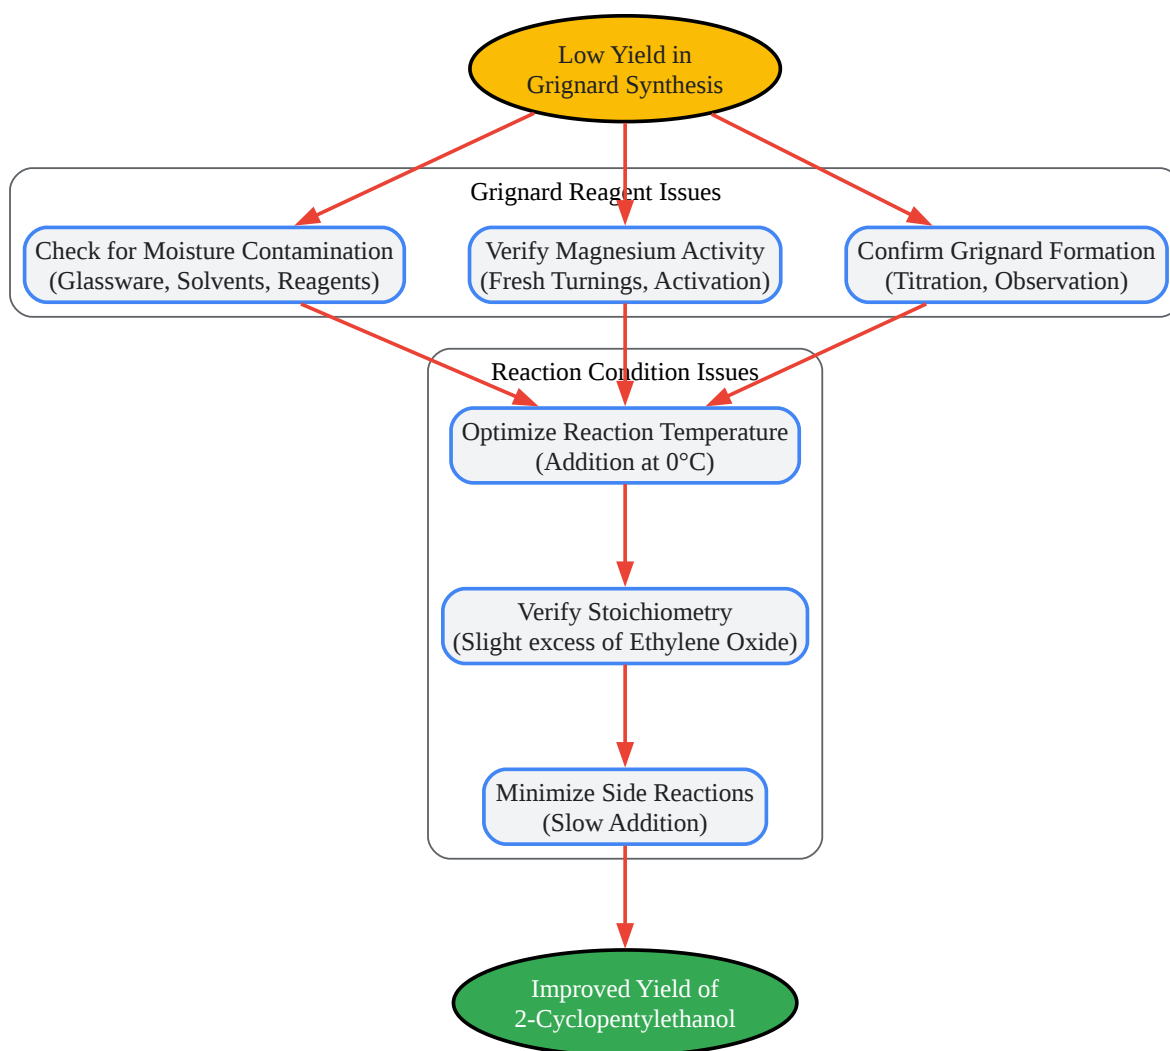 Low Yield in
Grignard Synthesis
Grignard Reagent Issues
Check for Moisture Contamination
(Glassware, Solvents, Reagents)
Verify Magnesium Activity
(Fresh Turnings, Activation)
Confirm Grignard Formation
(Titration, Observation)
Reaction Condition Issues
Optimize Reaction Temperature
(Addition at 0°C)
Verify Stoichiometry
(Slight excess of Ethylene Oxide)
Minimize Side Reactions
(Slow Addition)
Improved Yield of
2-Cyclopentylethanol